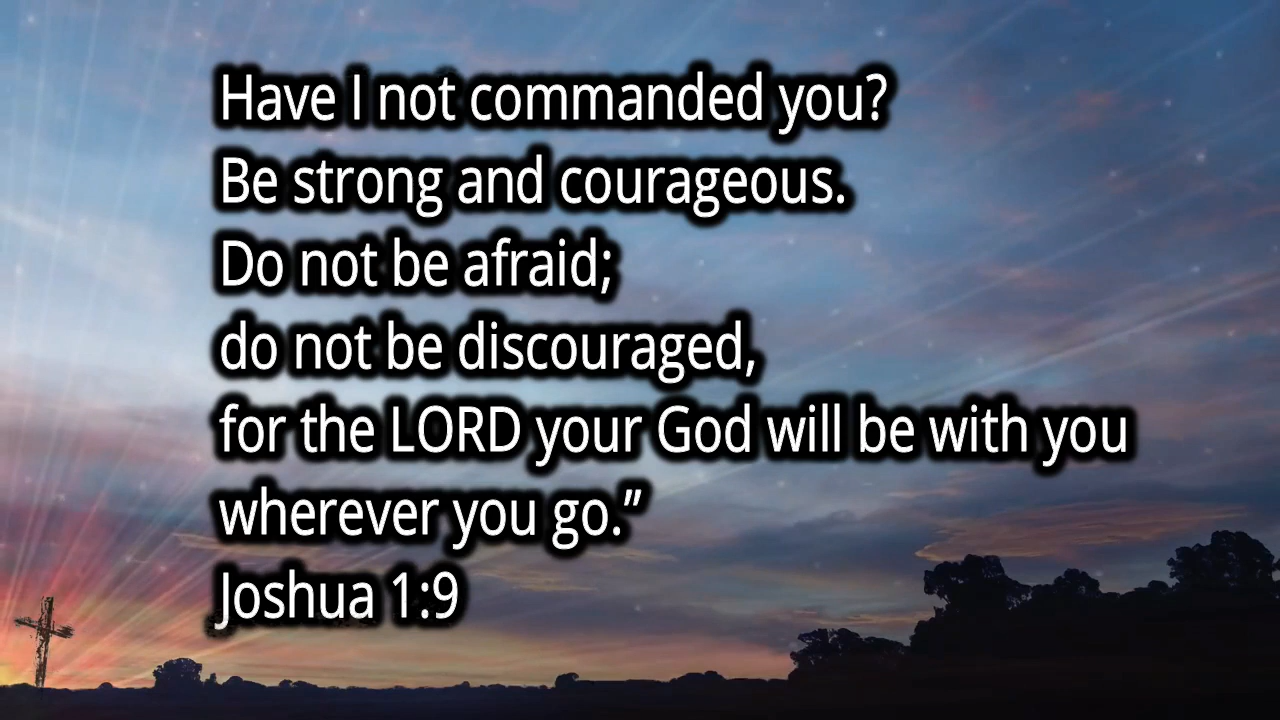 Have I not commanded you?
Be strong and courageous.
Do not be afraid;
do not be discouraged,
for the LORD your God will be with you
wherever you go.”
Joshua 1:9